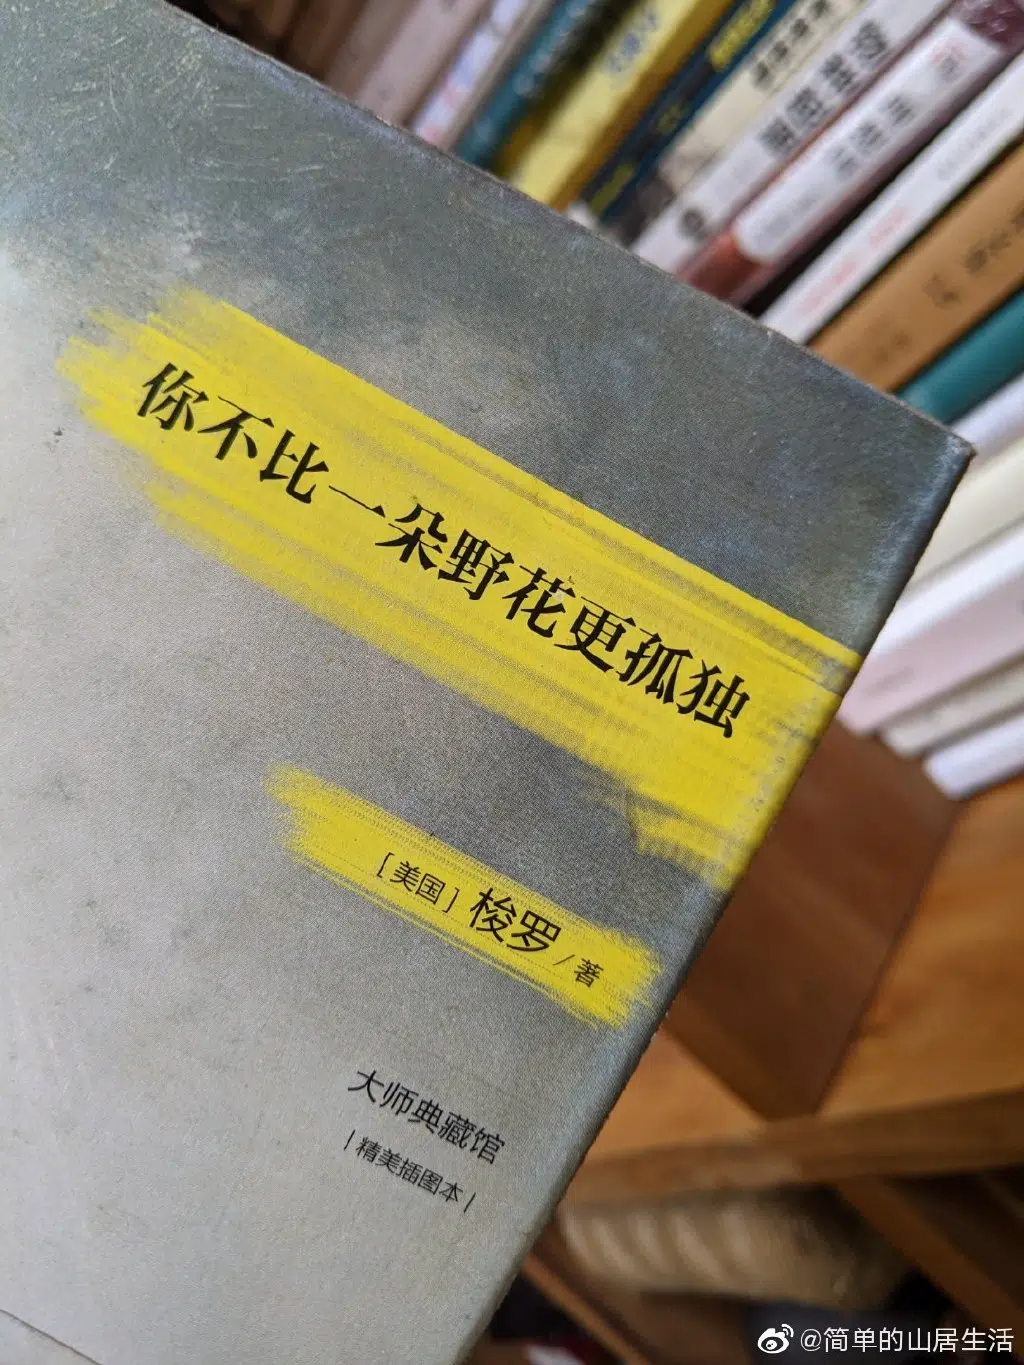 你不比一朵野花更孤独
[美国] 梭罗/著
大师典藏馆
|精美插图本|
@简单的山居生活